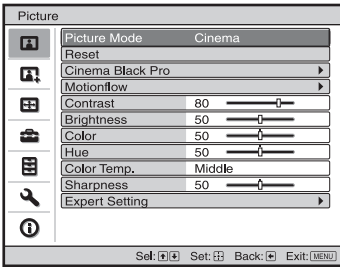 Picture
Picture Mode Cinema
Reset
Cinema Black Pro
Motionflow
Contrast 80
Brightness 50
Color 50
Hue 50
Color Temp. Middle
Sharpness 50
Expert Setting
Sel: Set: Back: Exit: MENU